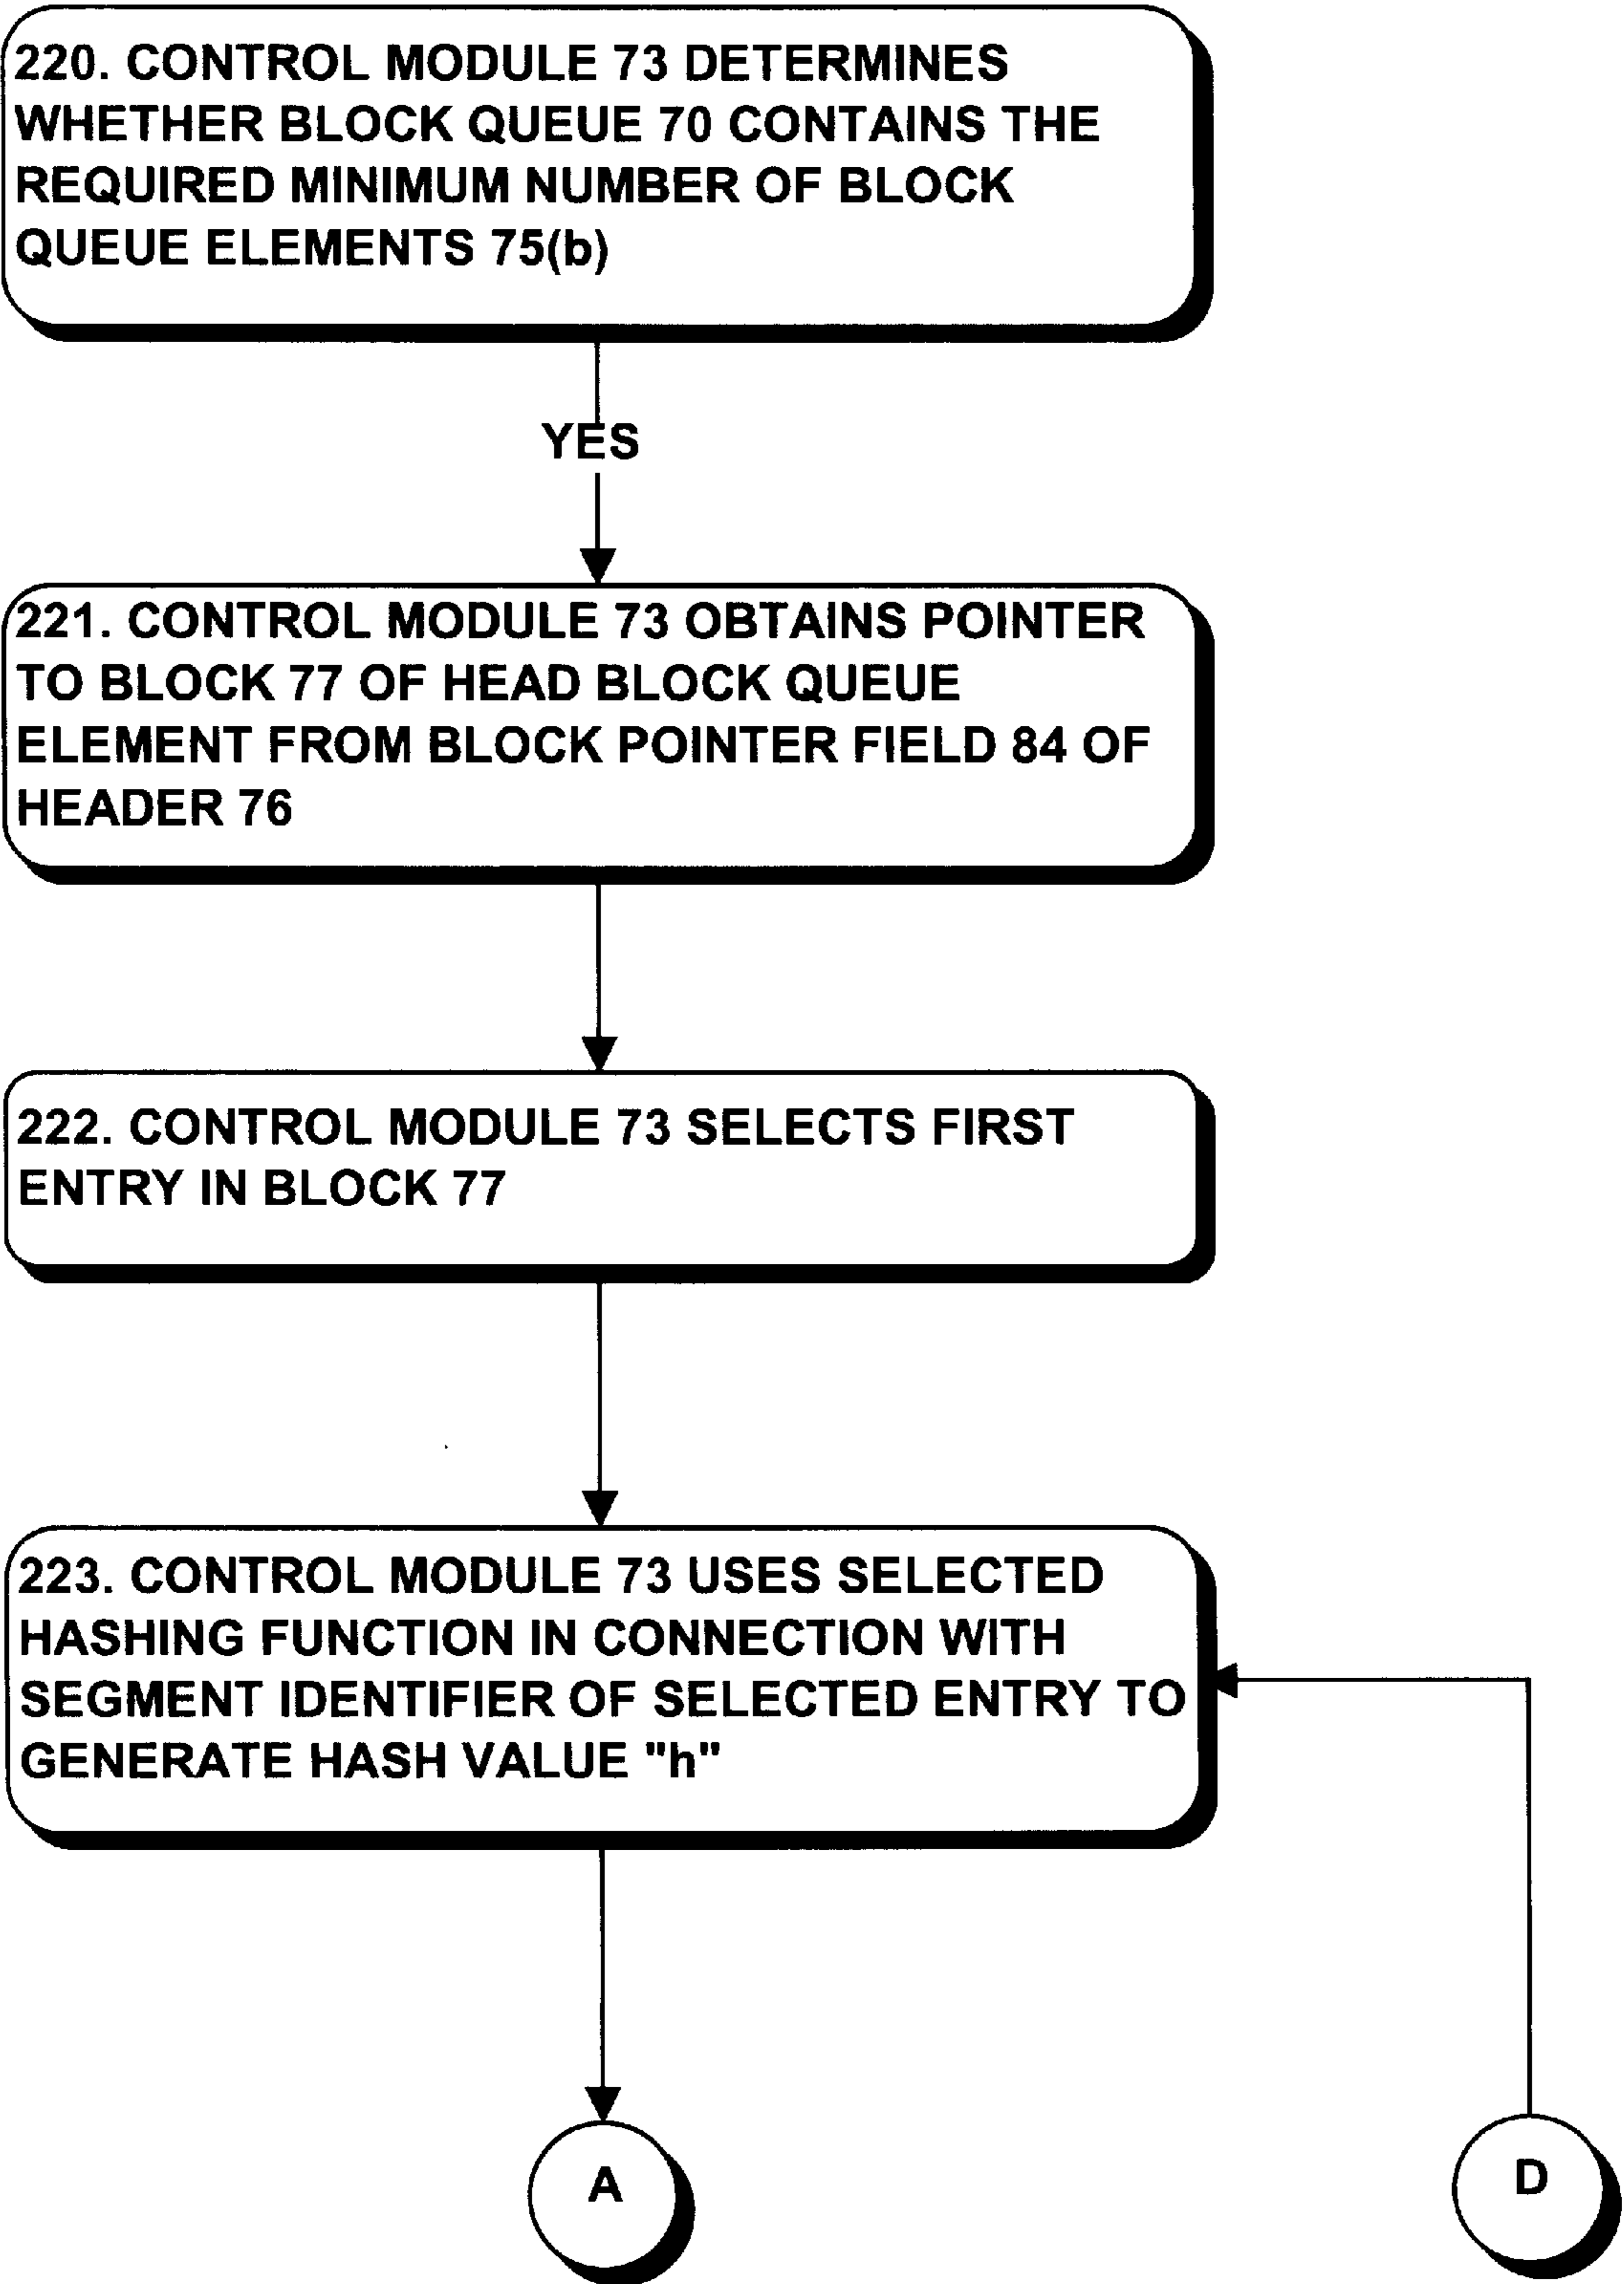 220. CONTROL MODULE 73 DETERMINES
WHETHER BLOCK QUEUE 70 CONTAINS THE
REQUIRED MINIMUM NUMBER OF BLOCK
QUEUE ELEMENTS 75(b)
YES
221. CONTROL MODULE 73 OBTAINS POINTER
TO BLOCK 77 OF HEAD BLOCK QUEUE
ELEMENT FROM BLOCK POINTER FIELD 84 OF
HEADER 76
222. CONTROL MODULE 73 SELECTS FIRST
ENTRY IN BLOCK 77
223. CONTROL MODULE 73 USES SELECTED
HASHING FUNCTION IN CONNECTION WITH
SEGMENT IDENTIFIER OF SELECTED ENTRY TO
GENERATE HASH VALUE "h"
A
D